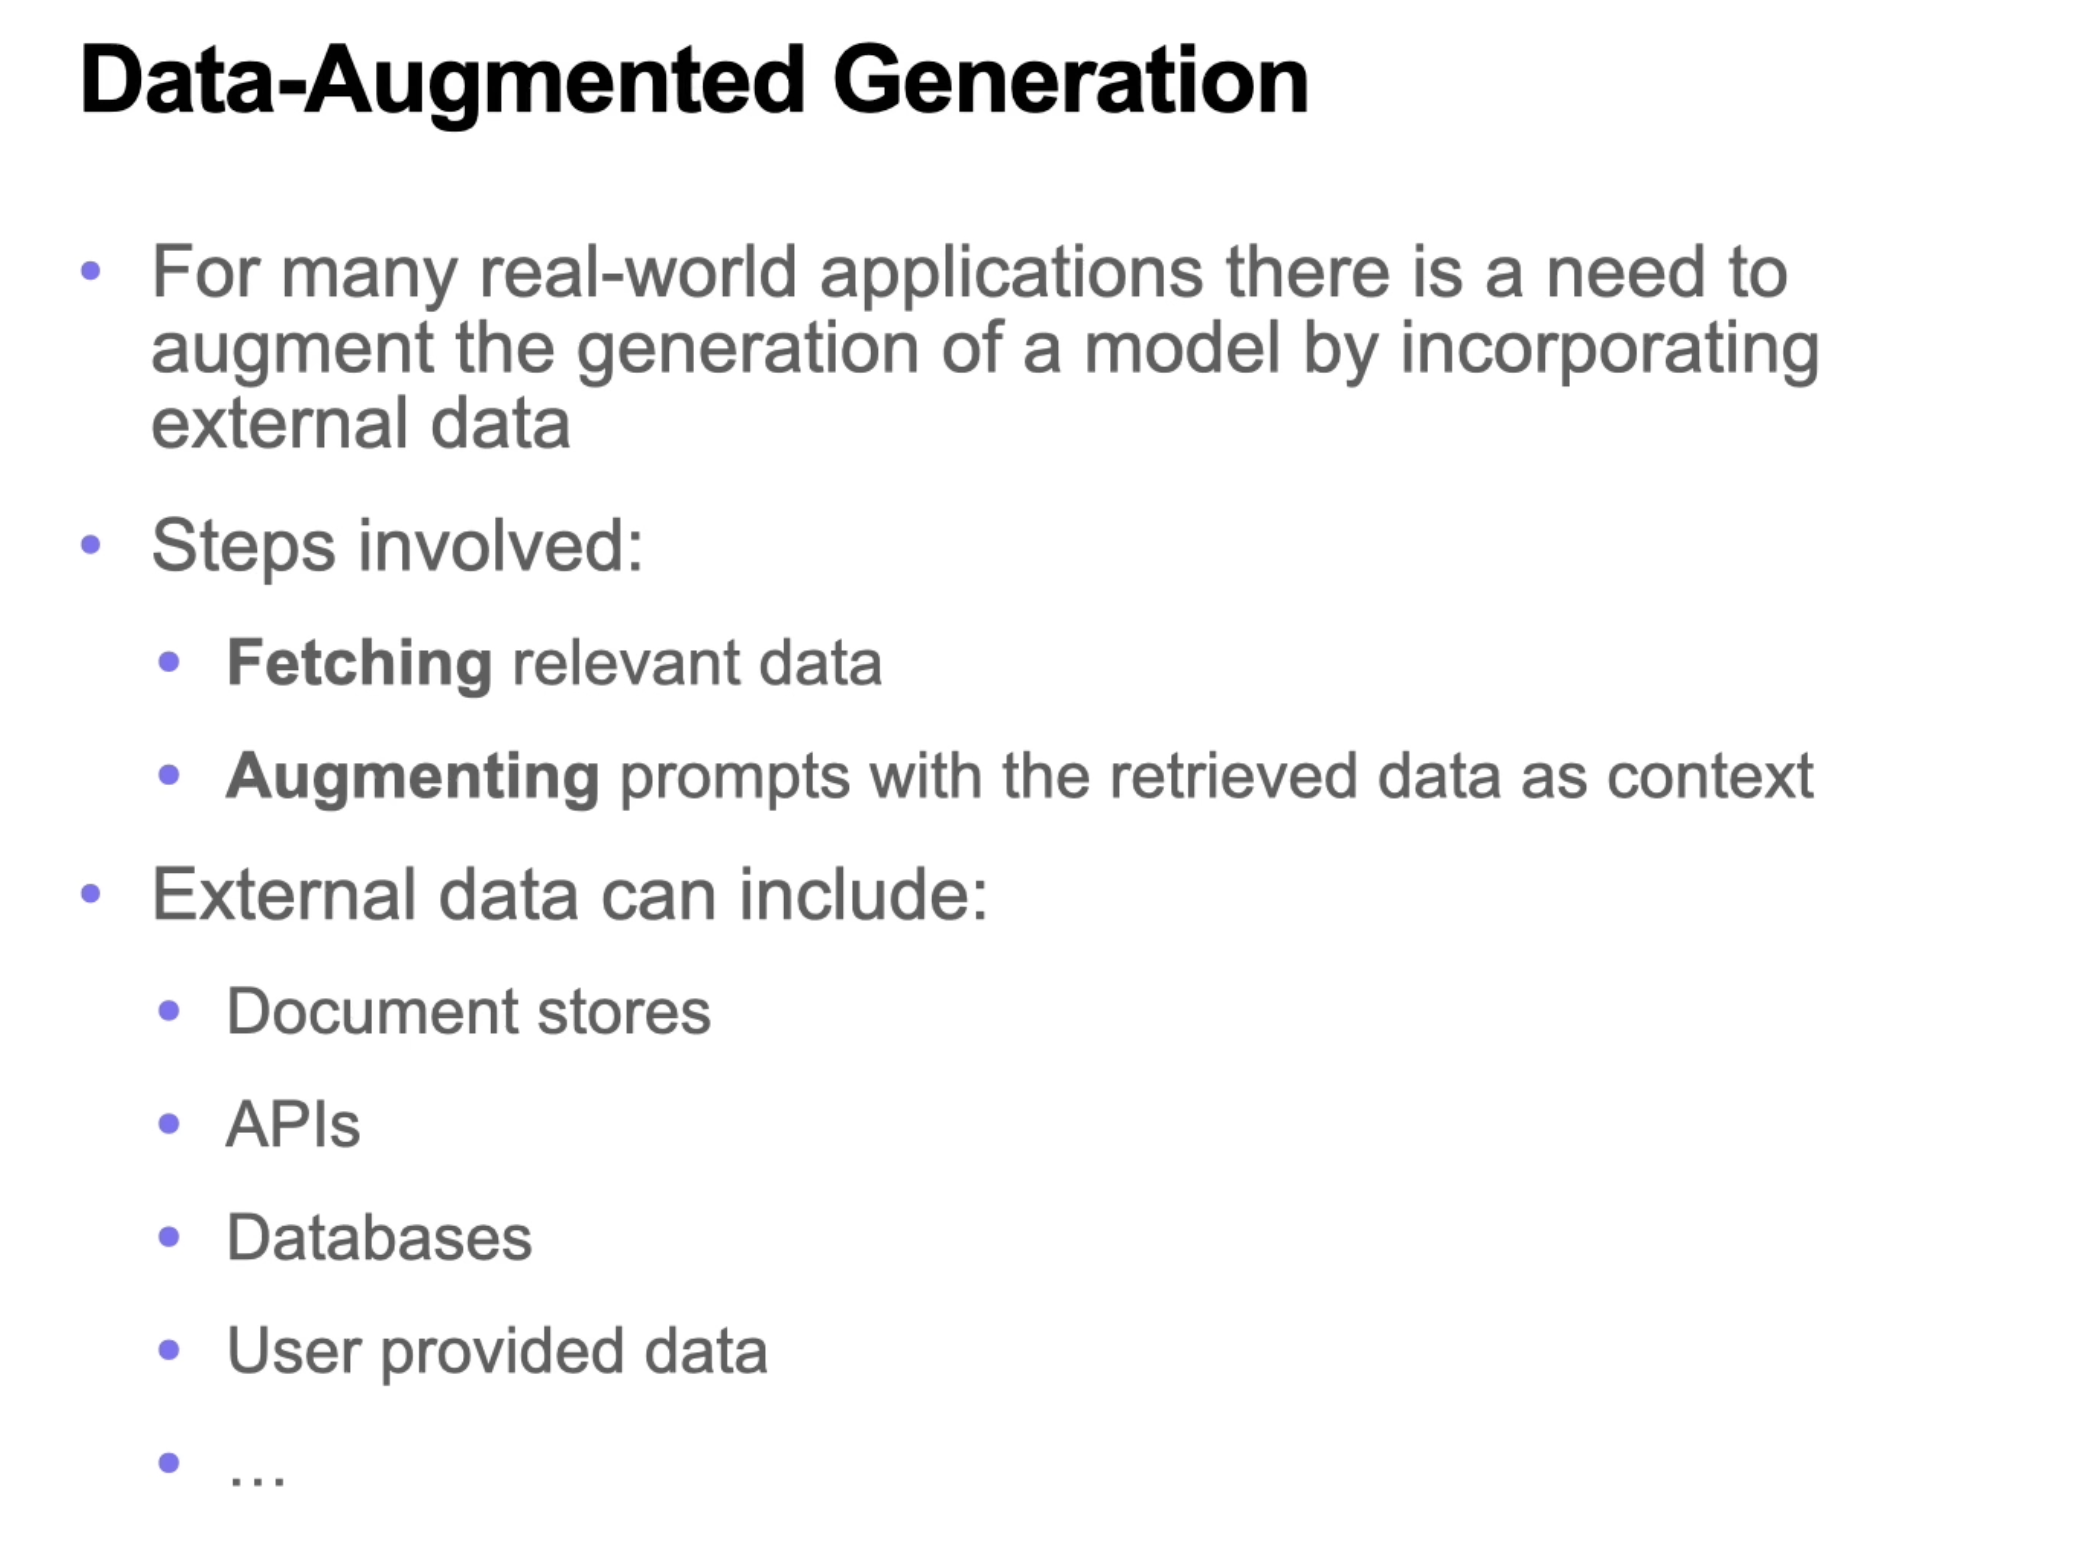 Data-Augmented Generation
• For many real-world applications there is a need to
augment the generation of a model by incorporating
external data
• Steps involved:
• Fetching relevant data
• Augmenting prompts with the retrieved data as context
• External data can include:
• Document stores
• APIs
• Databases
• User provided data
• …